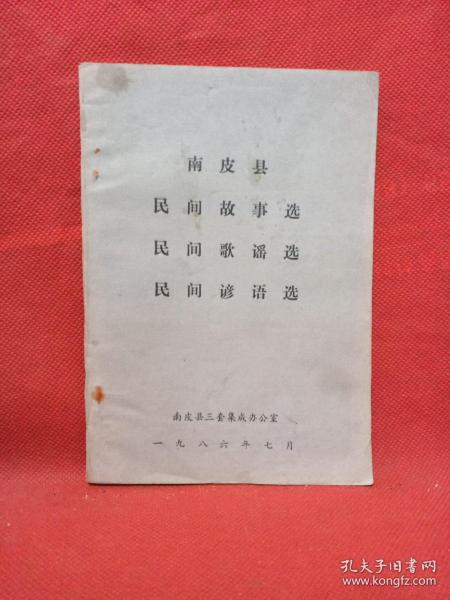 南皮县
民间故事选
民间歌谣选
民间谚语选
南皮县三套集成办公室
一九八六年七月
孔夫子旧书网
www.kongfz.com